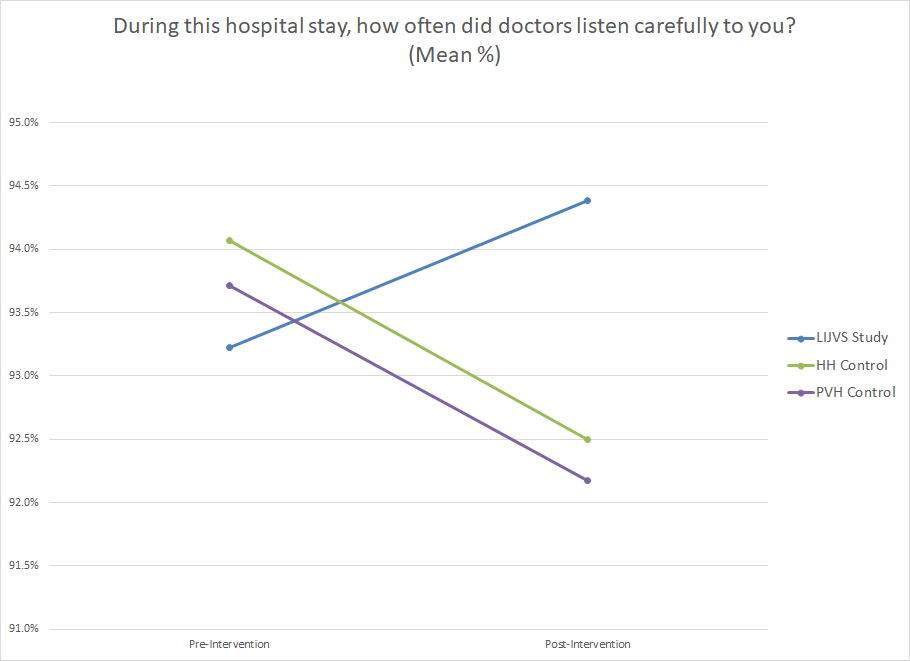 During this hospital stay, how often did doctors listen carefully to you?
(Mean %)
95.0%
94.5%
94.0%
93.5%
93.0%
92.5%
92.0%
91.5%
91.0%
Pre-Intervention
Post-Intervention
LIJVS Study
HH Control
PVH Control